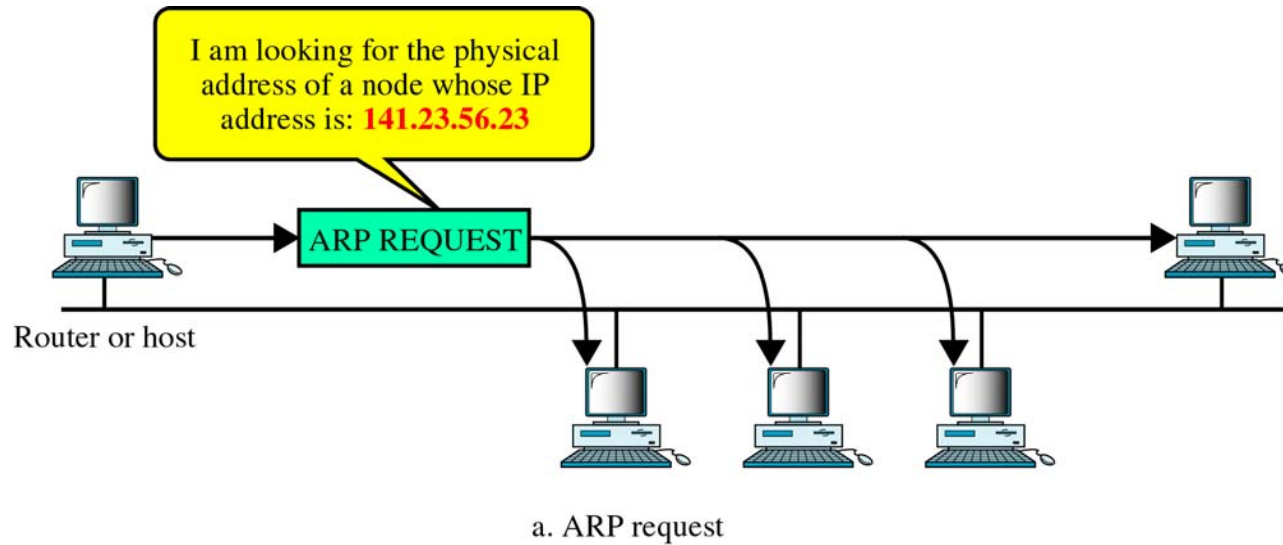 I am looking for the physical
address of a node whose IP
address is: 141.23.56.23
ARP REQUEST
Router or host
a. ARP request